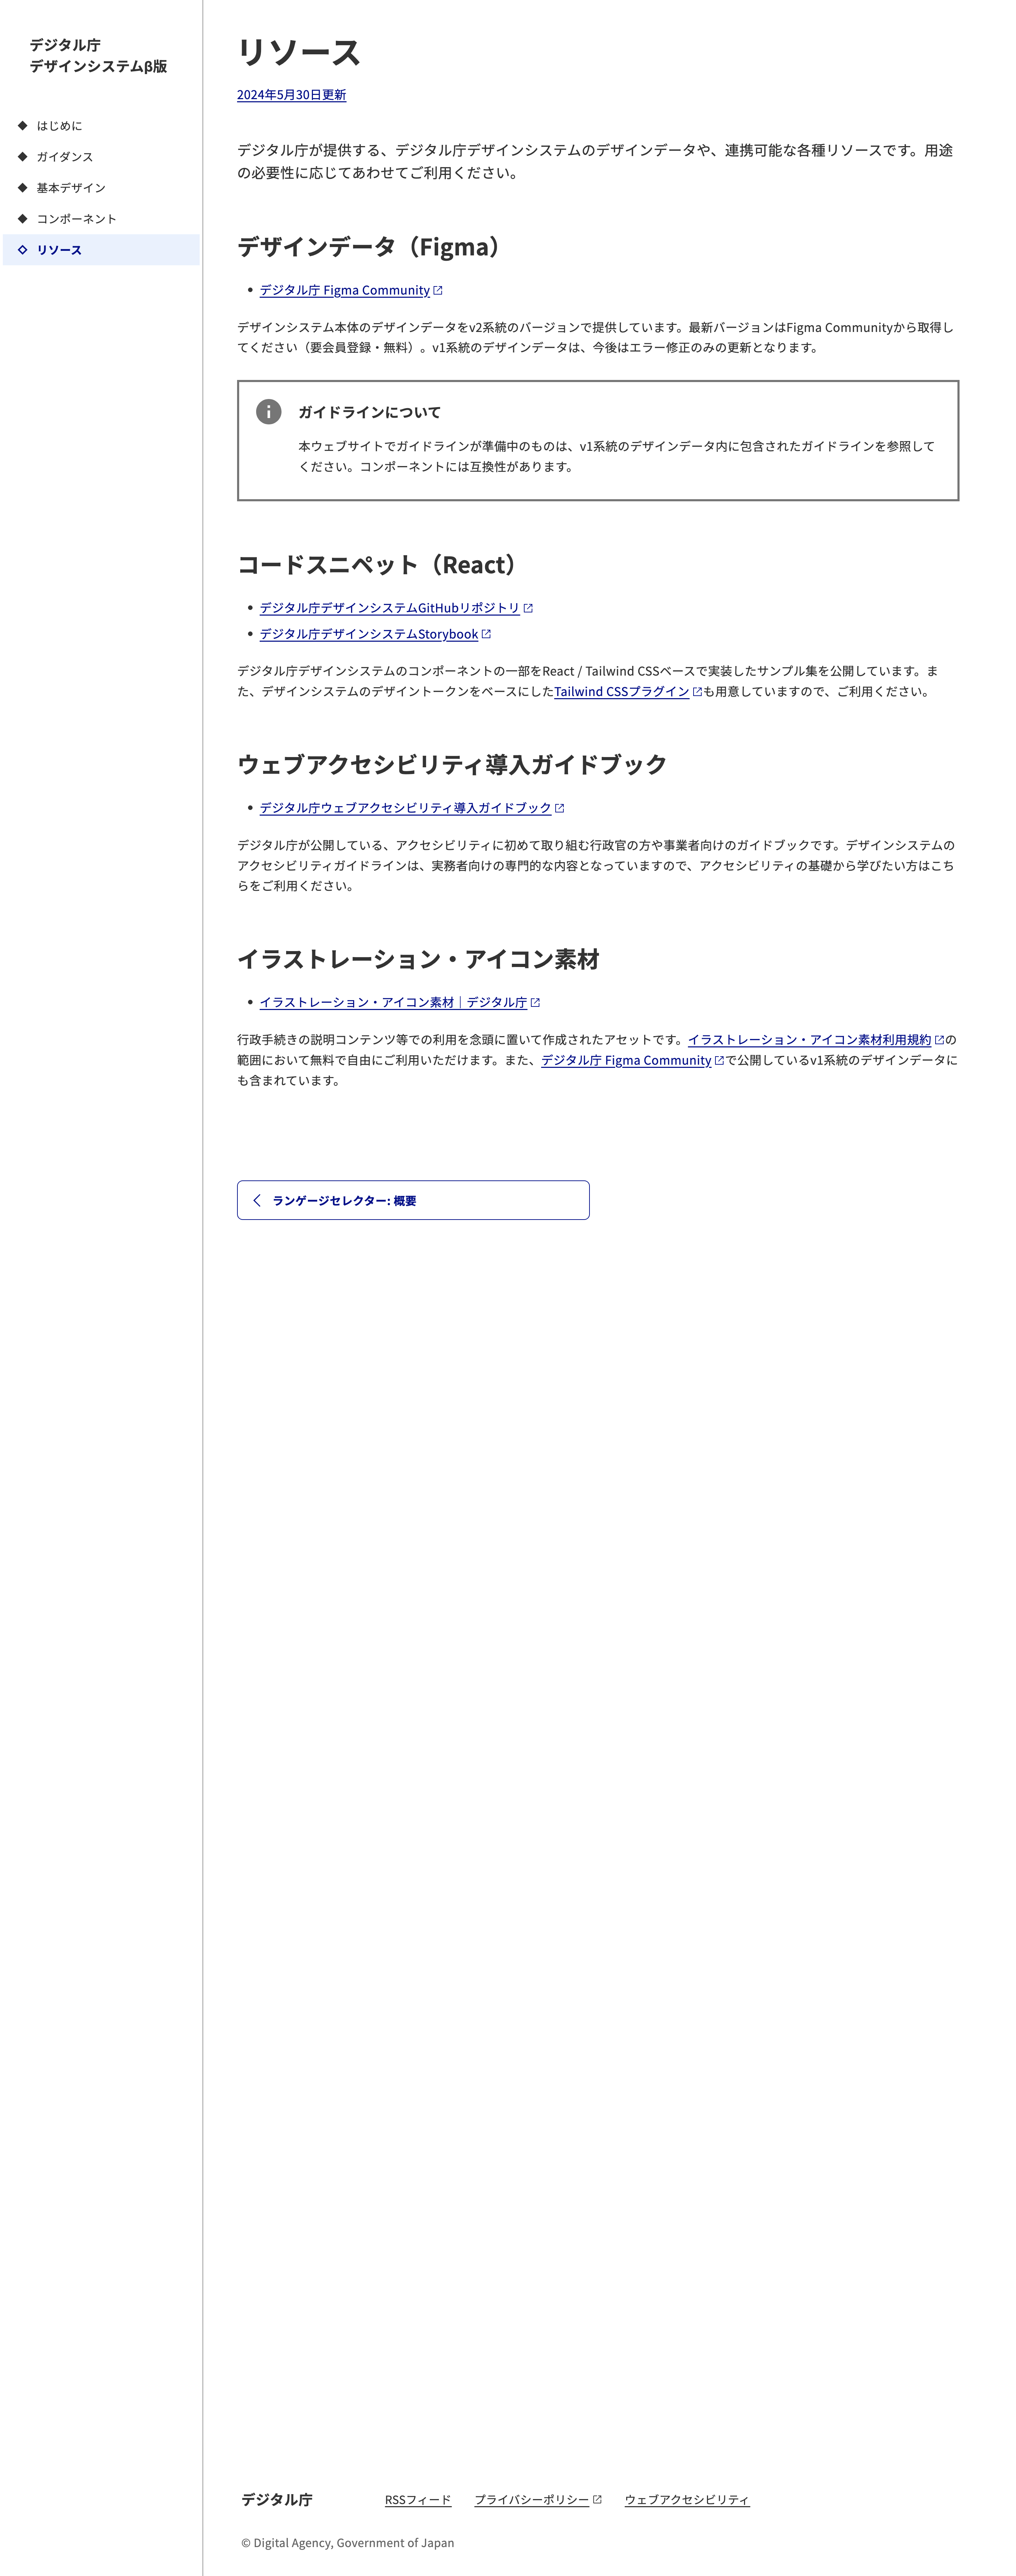 デジタル庁
デザインシステムβ版
はじめに
ガイダンス
基本デザイン
コンポーネント
リソース
リソース
2024年5月30日更新
デジタル庁が提供する、デジタル庁デザインシステムのデザインデータや、連携可能な各種リソースです。用途
の必要性に応じてあわせてご利用ください。
デザインデータ（Figma）
デジタル庁 Figma Community
デザインシステム本体のデザインデータをv2系統のバージョンで提供しています。最新バージョンはFigma Communityから取得し
てください（要会員登録・無料）。v1系統のデザインデータは、今後はエラー修正のみの更新となります。
ガイドラインについて
本ウェブサイトでガイドラインが準備中のものは、v1系統のデザインデータ内に包含されたガイドラインを参照して
ください。コンポーネントには互換性があります。
コードスニペット（React）
デジタル庁デザインシステムGitHubリポジトリ
デジタル庁デザインシステムStorybook
デジタル庁デザインシステムのコンポーネントの一部をReact / Tailwind CSSベースで実装したサンプル集を公開しています。ま
た、デザインシステムのデザイントークンをベースにしたTailwind CSSプラグインも用意していますので、ご利用ください。
ウェブアクセシビリティ導入ガイドブック
デジタル庁ウェブアクセシビリティ導入ガイドブック
デジタル庁が公開している、アクセシビリティに初めて取り組む行政官の方や事業者向けのガイドブックです。デザインシステムの
アクセシビリティガイドラインは、実務者向けの専門的な内容となっていますので、アクセシビリティの基礎から学びたい方はこち
らをご利用ください。
イラストレーション・アイコン素材
イラストレーション・アイコン素材｜デジタル庁
行政手続きの説明コンテンツ等での利用を念頭に置いて作成されたアセットです。イラストレーション・アイコン素材利用規約の
範囲において無料で自由にご利用いただけます。また、デジタル庁 Figma Communityで公開しているv1系統のデザインデータに
も含まれています。
ランゲージセレクター: 概要
デジタル庁
RSSフィード
プライバシーポリシー
ウェブアクセシビリティ
© Digital Agency, Government of Japan